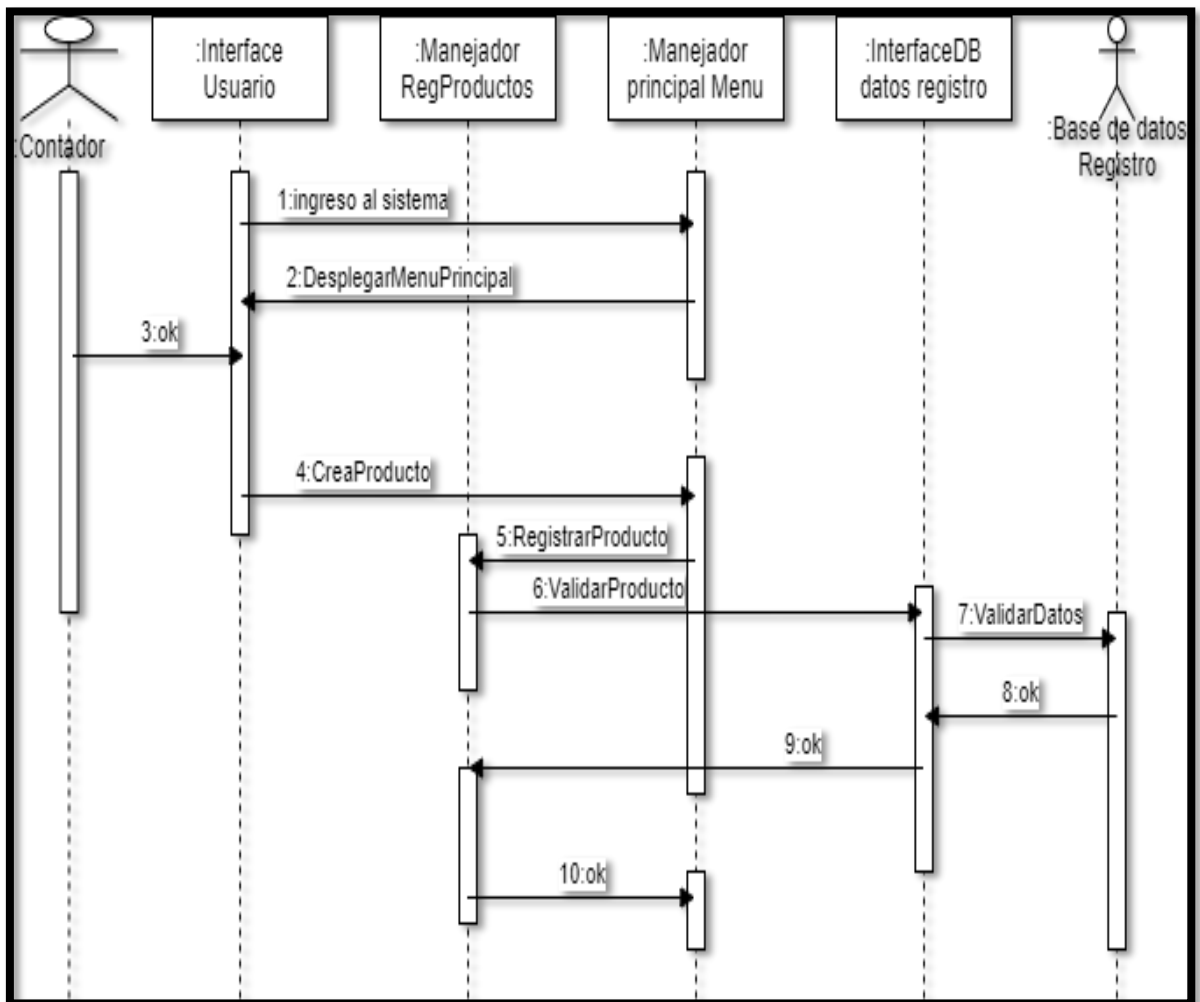 :Interface
Usuario
:Manejador
RegProductos
:Manejador
principal Menu
:InterfaceDB
datos registro
:Contador
:Base de datos
Registro
1:ingreso al sistema
2:DesplegarMenuPrincipal
3:ok
4:CreaProducto
5:RegistrarProducto
6:ValidarProducto
7:ValidarDatos
8:ok
9:ok
10:ok